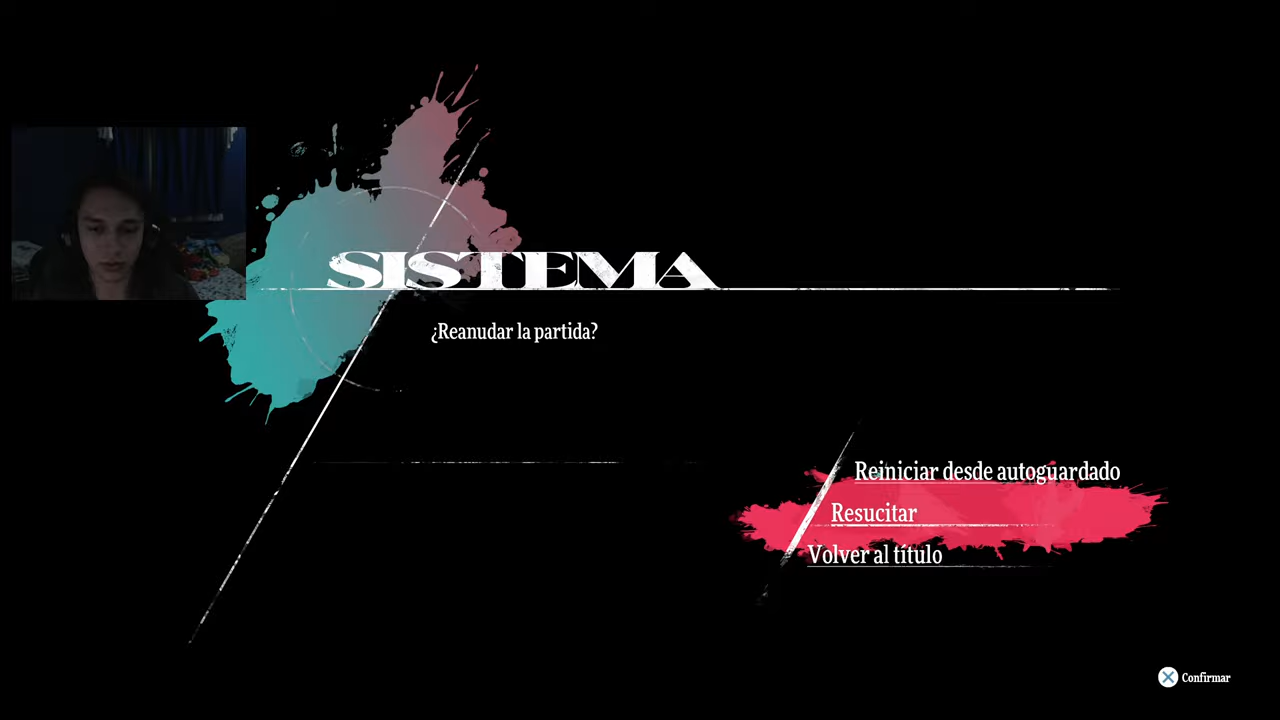 SISTEMA
¿Reanudar la partida?
Reiniciar desde autoguardado
Resucitar
Volver al título
Confirmar